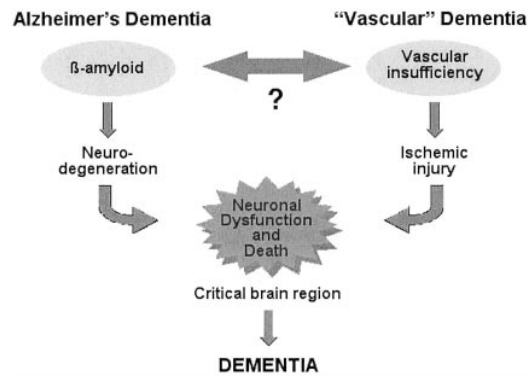 Alzheimer's Dementia
"Vascular" Dementia
ß-amyloid
Vascular
insufficiency
?
Neuro-
degeneration
Ischemic
injury
Neuronal
Dysfunction
and
Death
Critical brain region
DEMENTIA